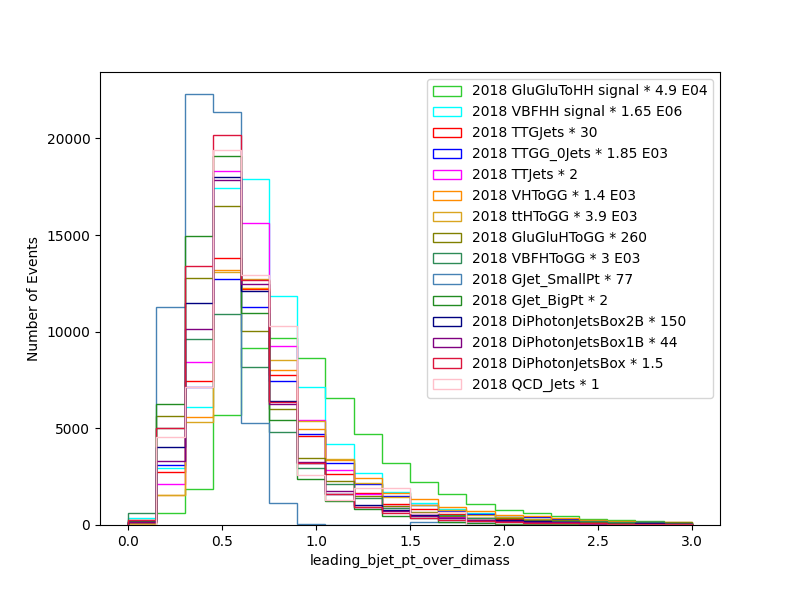 2018 GluGluToHH signal * 4.9 E04
2018 VBFHH signal * 1.65 E06
2018 TTGJets * 30
2018 TTGG_0Jets * 1.85 E03
2018 TTJets * 2
2018 VHToGG * 1.4 E03
2018 ttHToGG * 3.9 E03
2018 GluGluHToGG * 260
2018 VBFHToGG * 3 E03
2018 GJet_SmallPt * 77
2018 GJet_BigPt * 2
2018 DiPhotonJetsBox2B * 150
2018 DiPhotonJetsBox1B * 44
2018 DiPhotonJetsBox * 1.5
2018 QCD_Jets * 1
Number of Events
20000
15000
10000
5000
0
0.0 0.5 1.0 1.5 2.0 2.5 3.0
leading_bjet_pt_over_dimass